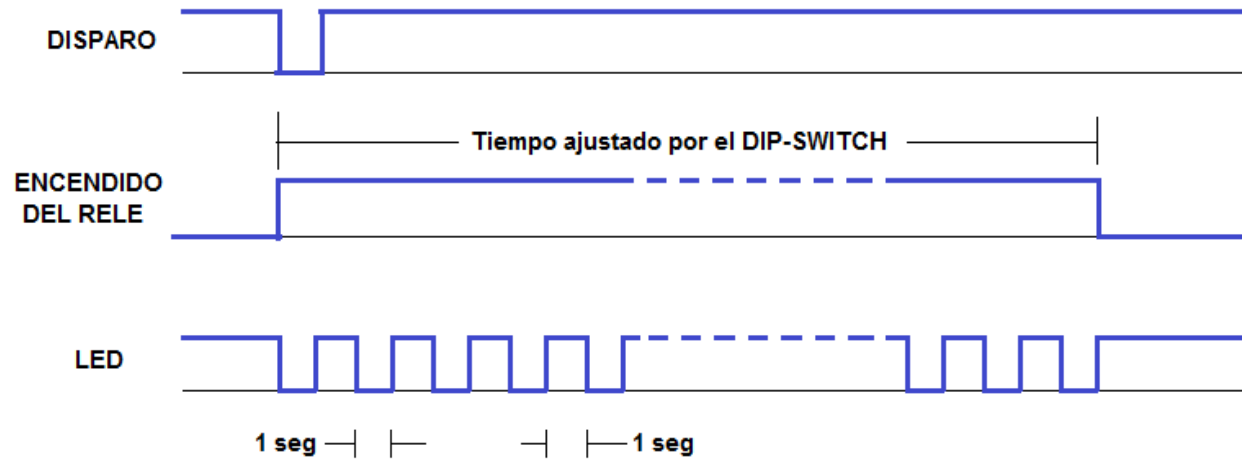 DISPARO
Tiempo ajustado por el DIP-SWITCH
ENCENDIDO
DEL RELE
LED
1 seg
1 seg